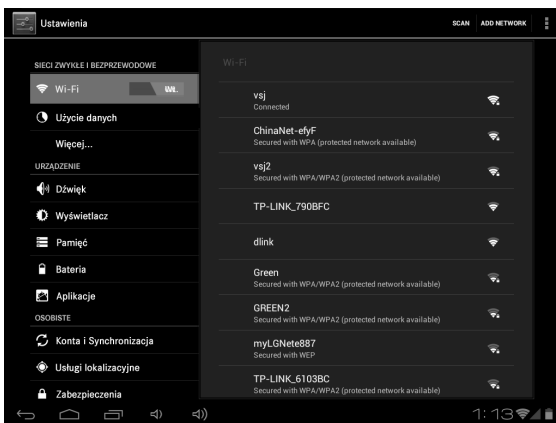 Ustawienia
SCAN ADD NETWORK
SIECI ZWYKŁE I BEZPRZEWODOWE
Wi-Fi WŁ.
Użycie danych
Więcej...
URZĄDZENIE
Dźwięk
Wyświetlacz
Pamięć
Bateria
Aplikacje
OSOBISTE
Konta i Synchronizacja
Usługi lokalizacyjne
Zabezpieczenia
Wi-Fi
vsj
Connected
ChinaNet-efyF
Secured with WPA (protected network available)
vsj2
Secured with WPA/WPA2 (protected network available)
TP-LINK_790BFC
dlink
Green
Secured with WPA/WPA2 (protected network available)
GREEN2
Secured with WPA/WPA2 (protected network available)
myLGNete887
Secured with WEP
TP-LINK_6103BC
Secured with WPA/WPA2 (protected network available)
1:13